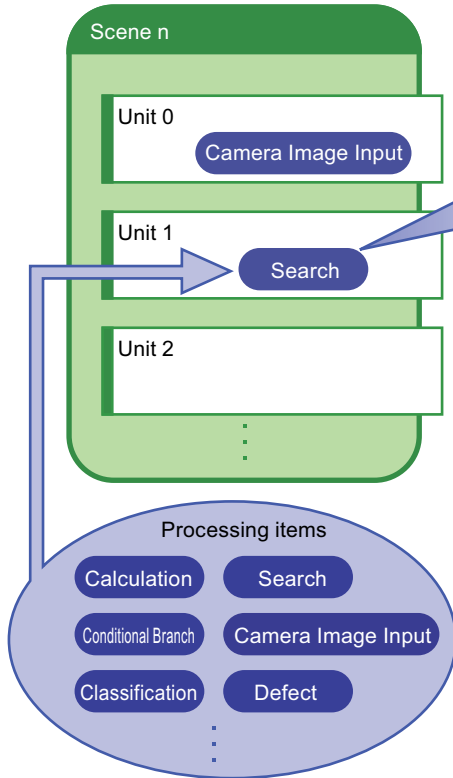 Scene n
Unit 0
Camera Image Input
Unit 1
Search
Unit 2
Processing items
Calculation Search
Conditional Branch Camera Image Input
Classification Defect